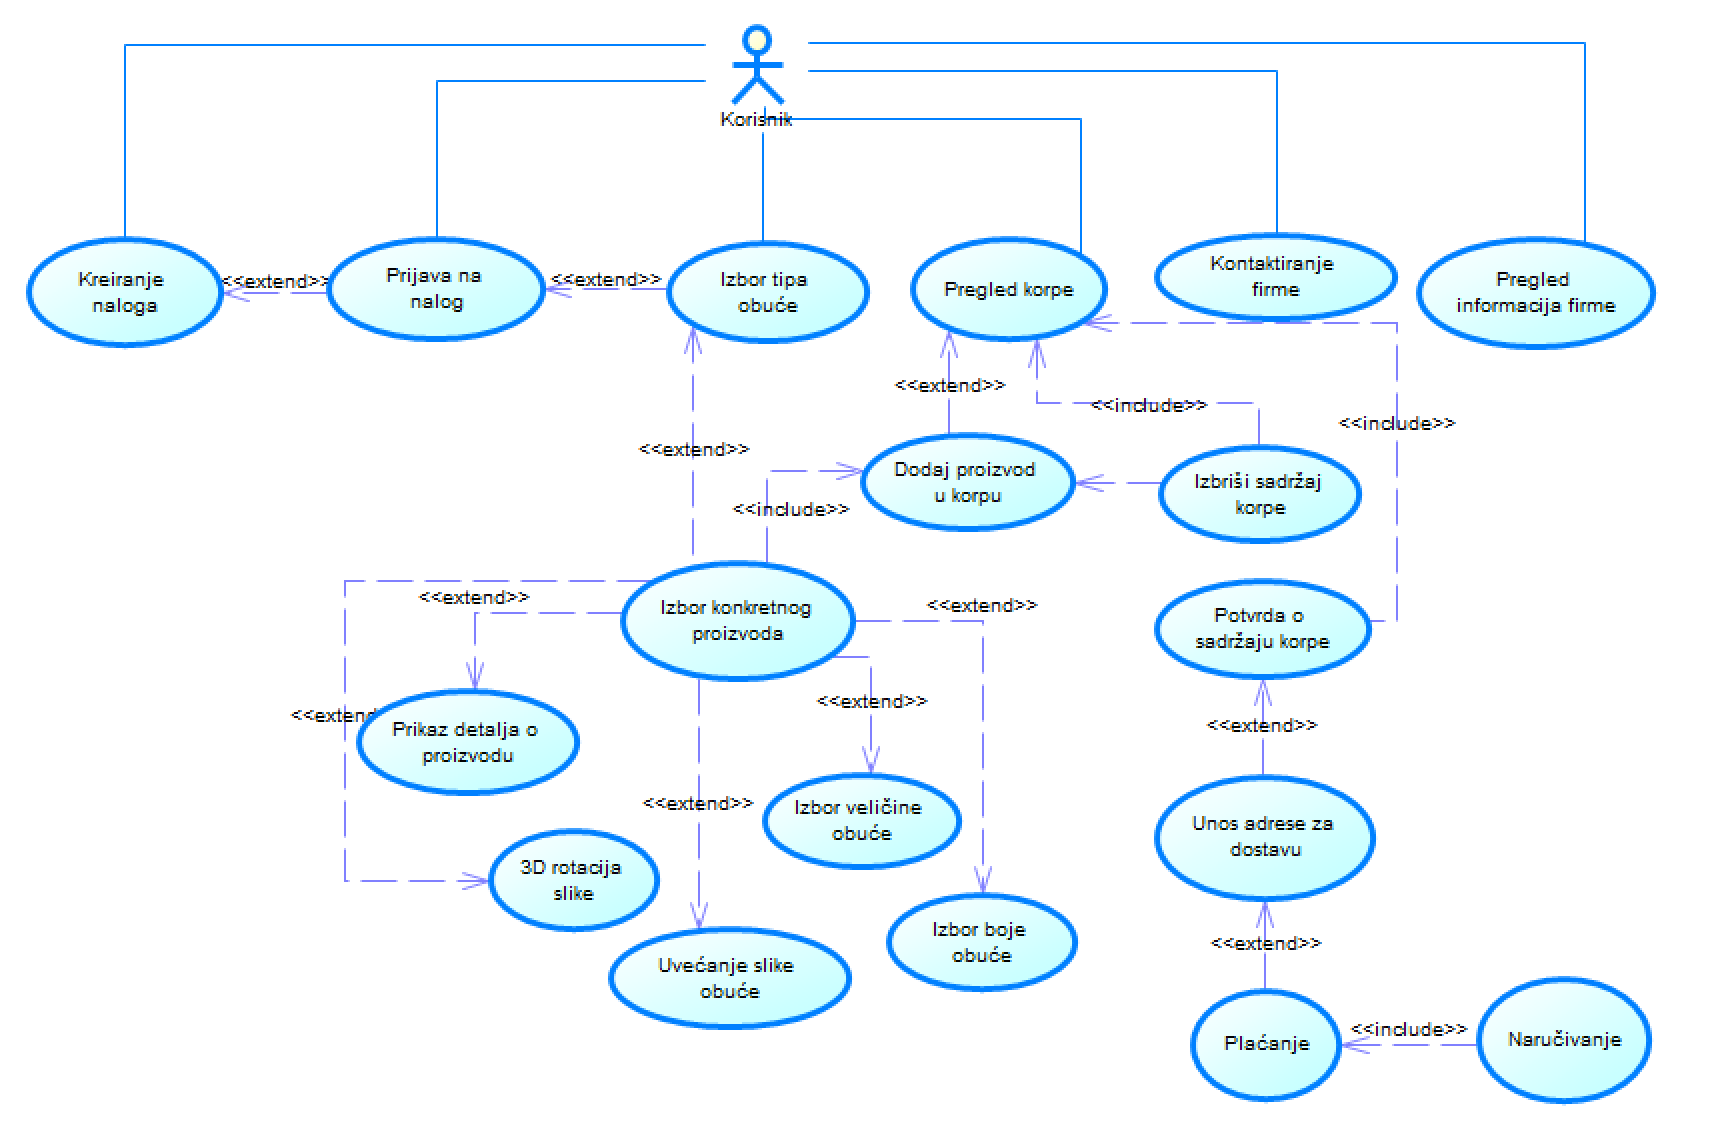 Korisnik
Kreiranje
naloga
<<extend>>
Prijava na
nalog
<<extend>>
Izbor tipa
obuće
Pregled korpe
Kontaktiranje
firme
Pregled
informacija firme
<<extend>>
<<include>>
<<include>>
<<extend>>
Dodaj proizvod
u korpu
Izbriši sadržaj
korpe
<<include>>
<<extend>>
Izbor konkretnog
proizvoda
<<extend>>
Potvrda o
sadržaju korpe
<<extend>>
<<extend
Prikaz detalja o
proizvodu
<<extend>>
<<extend>>
Izbor veličine
obuće
<<extend>>
Unos adrese za
dostavu
3D rotacija
slike
Izbor boje
obuće
<<extend>>
Uvećanje slike
obuće
Plaćanje
<<include>>
Naručivanje